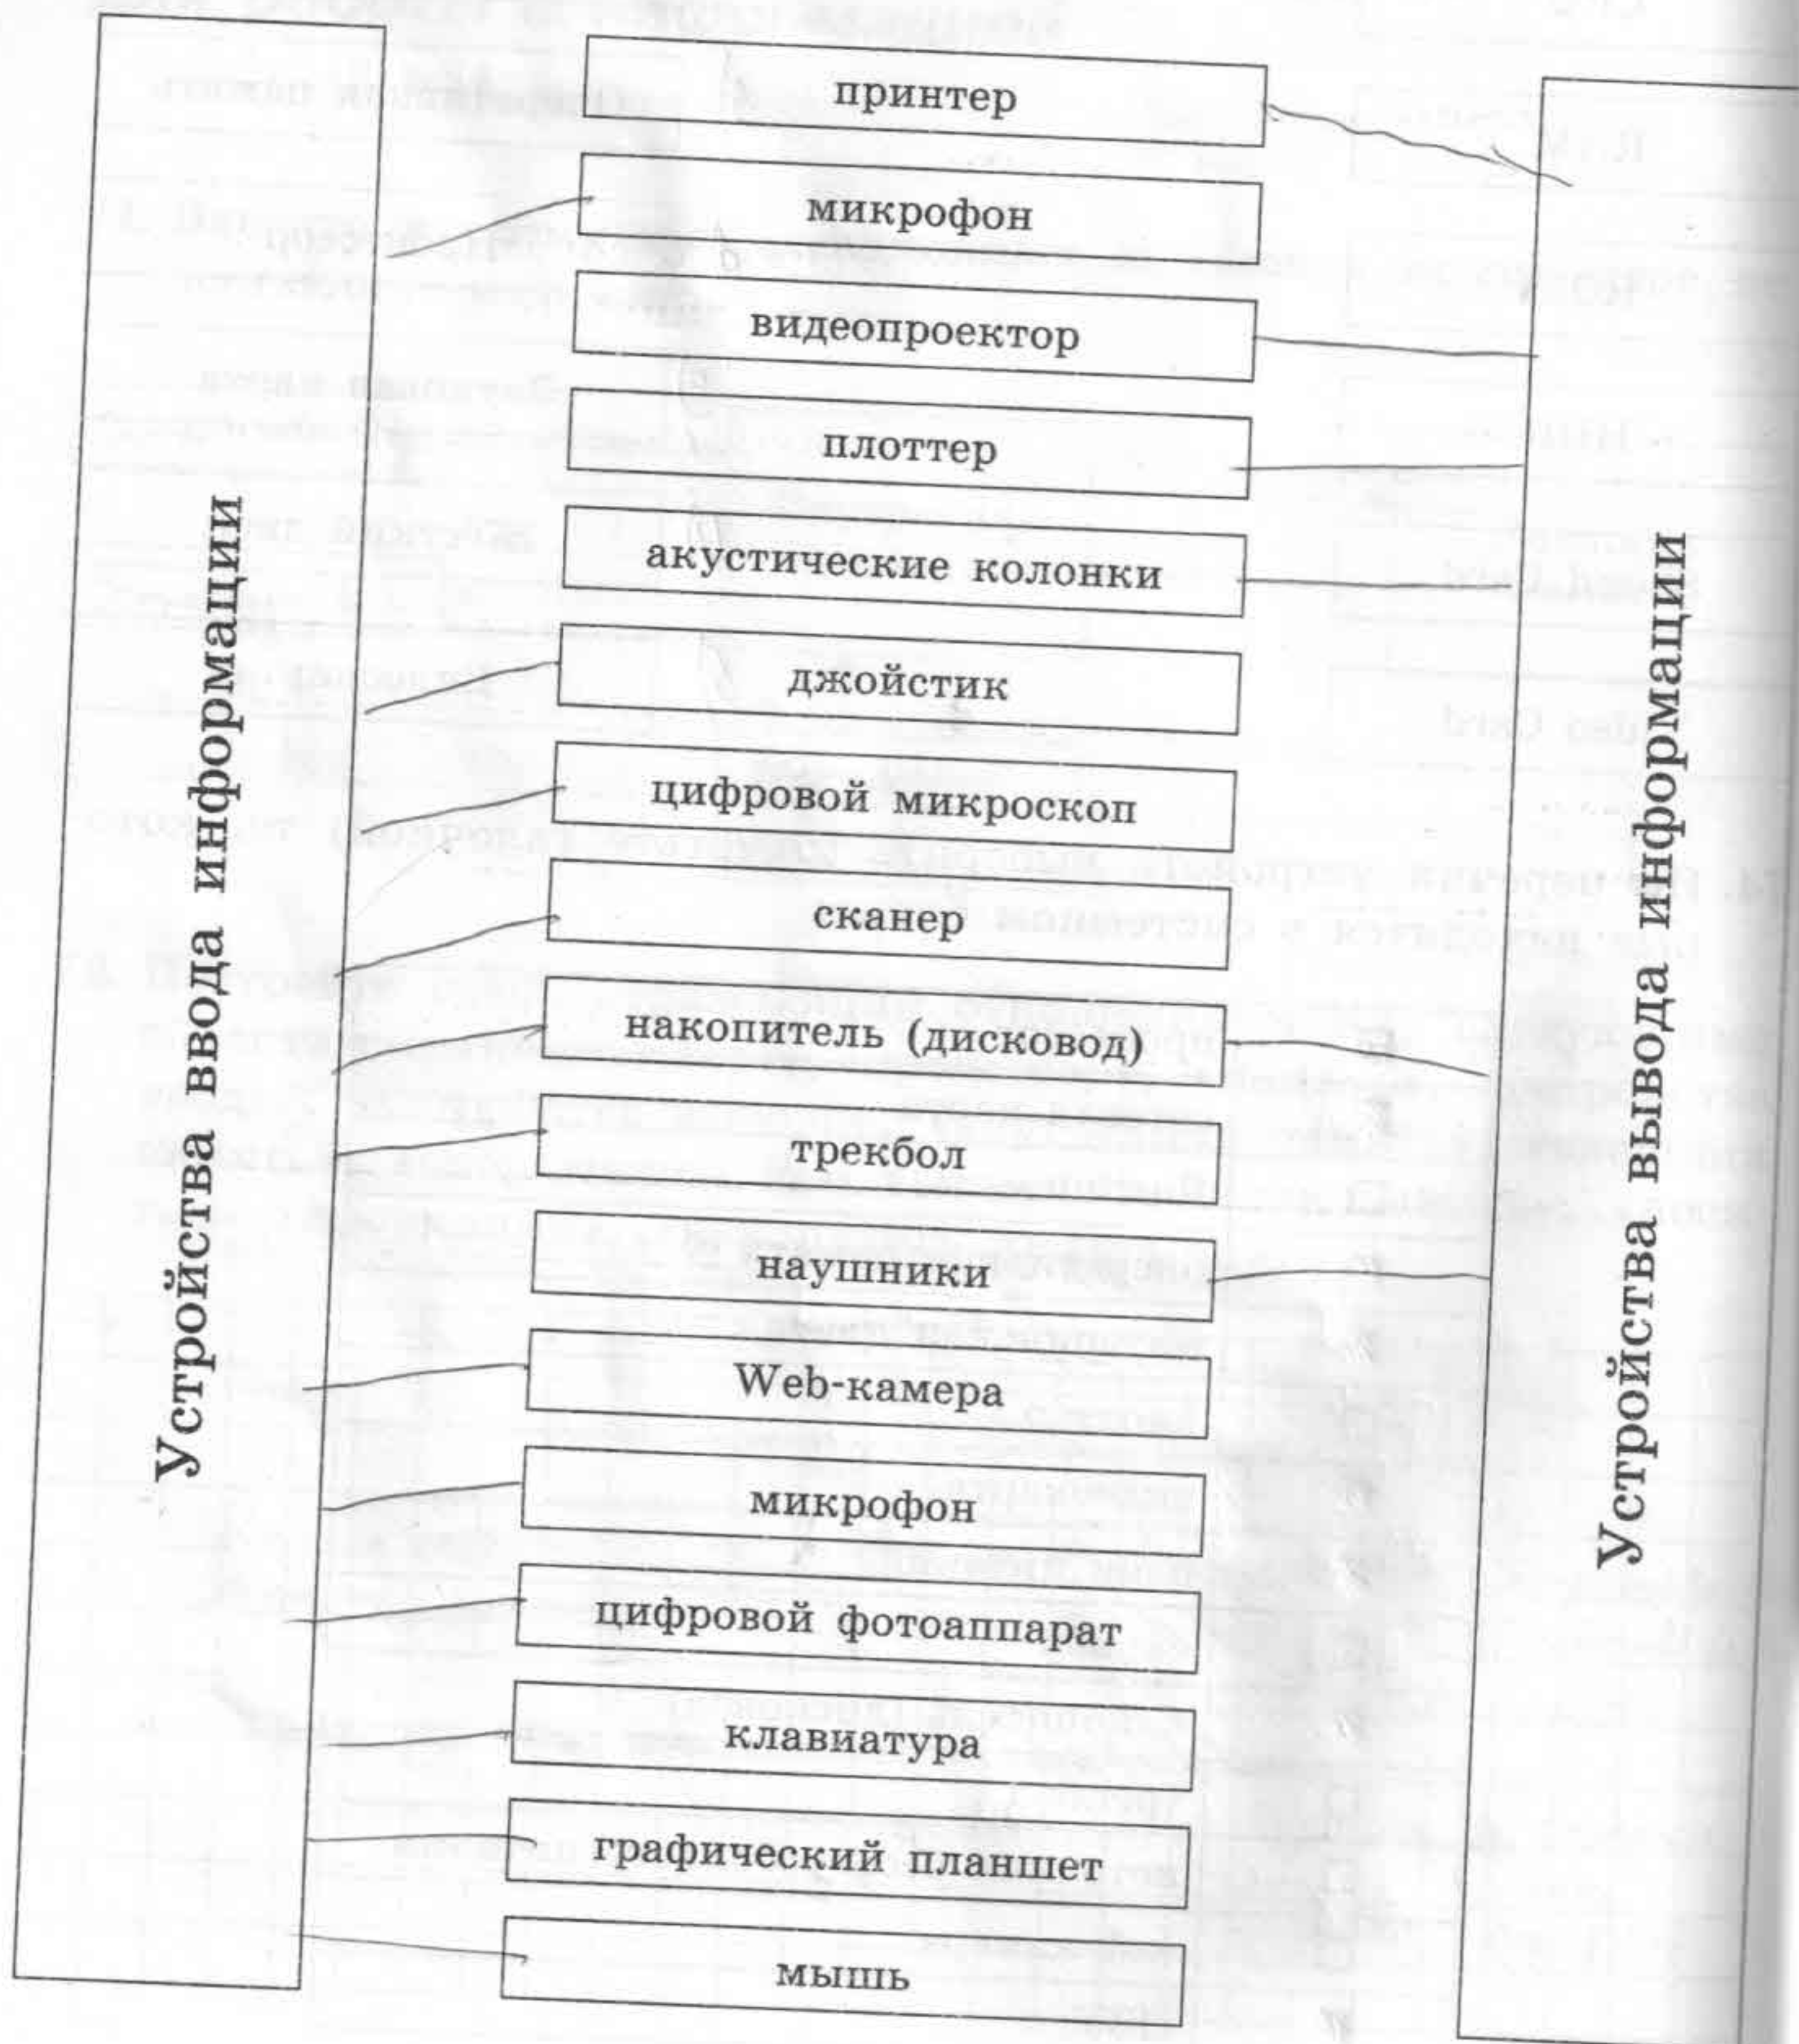 Устройства ввода информации
принтер
микрофон
видеопроектор
плоттер
акустические колонки
джойстик
цифровой микроскоп
сканер
накопитель (дисковод)
трекбол
наушники
Web-камера
микрофон
цифровой фотоаппарат
клавиатура
графический планшет
мышь
Устройства вывода информации